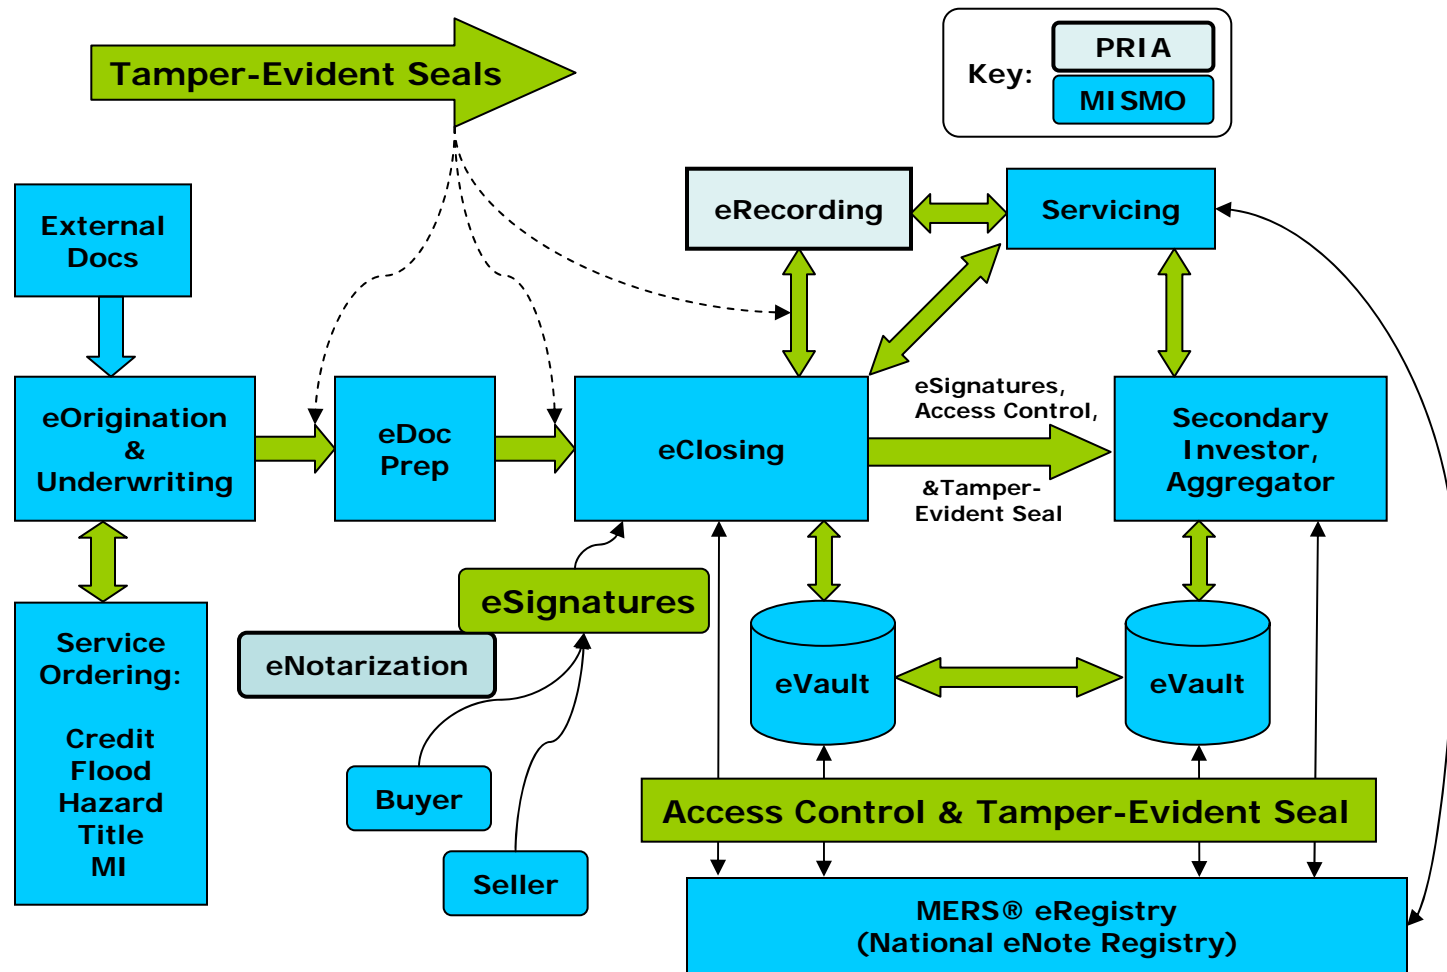 Tamper-Evident Seals
Key:
PRIA
MISMO
External
Docs
eRecording
Servicing
eOrigination
&
Underwriting
eDoc
Prep
eClosing
eSignatures,
Access Control,
&Tamper-
Evident Seal
Secondary
Investor,
Aggregator
eSignatures
eNotarization
Service
Ordering:
Credit
Flood
Hazard
Title
MI
Buyer
Seller
eVault
eVault
Access Control & Tamper-Evident Seal
MERS® eRegistry
(National eNote Registry)